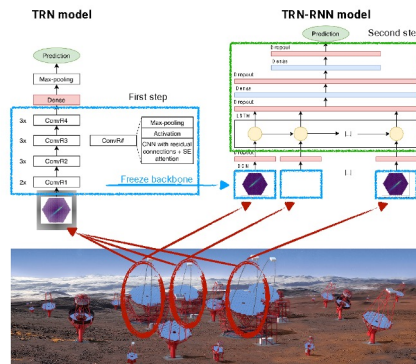 TRN model
Prediction
Max-pooling
Dense
First step
3x ConvR4
3x ConvR3
3x ConvR2
2x ConvR1
ConvR#
Max-pooling
Activation
CNN with residual
connections + SE
attention
Freeze backbone
TRN-RNN model
Prediction
Second step
Dropout
Dense
Dropout
Dense
Dropout
LSTM
[...]
Dropout
[...]